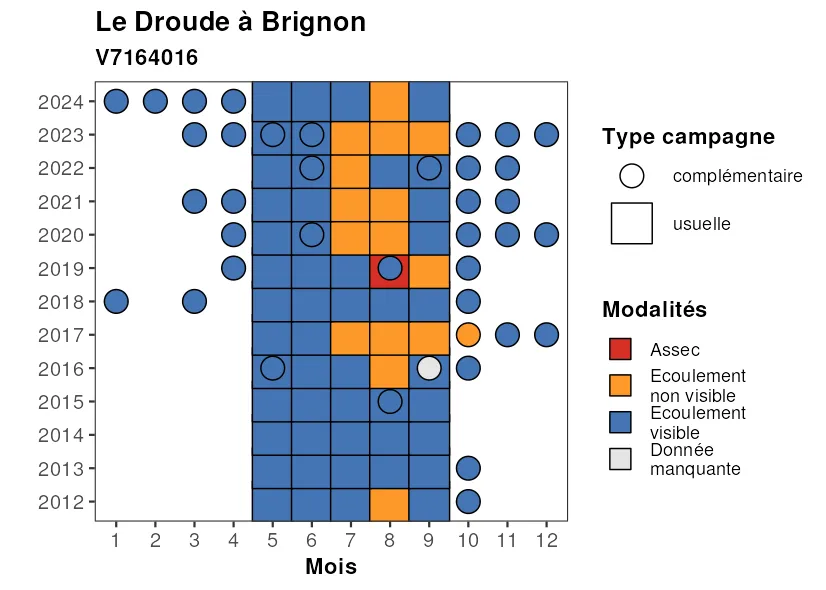 Le Droude à Brignon
V7164016
2024
2023
2022
2021
2020
2019
2018
2017
2016
2015
2014
2013
2012
1 2 3 4 5 6 7 8 9 10 11 12
Mois
Type campagne
complémentaire
usuelle
Modalités
Assec
Ecoulement
non visible
Ecoulement
visible
Donnée
manquante